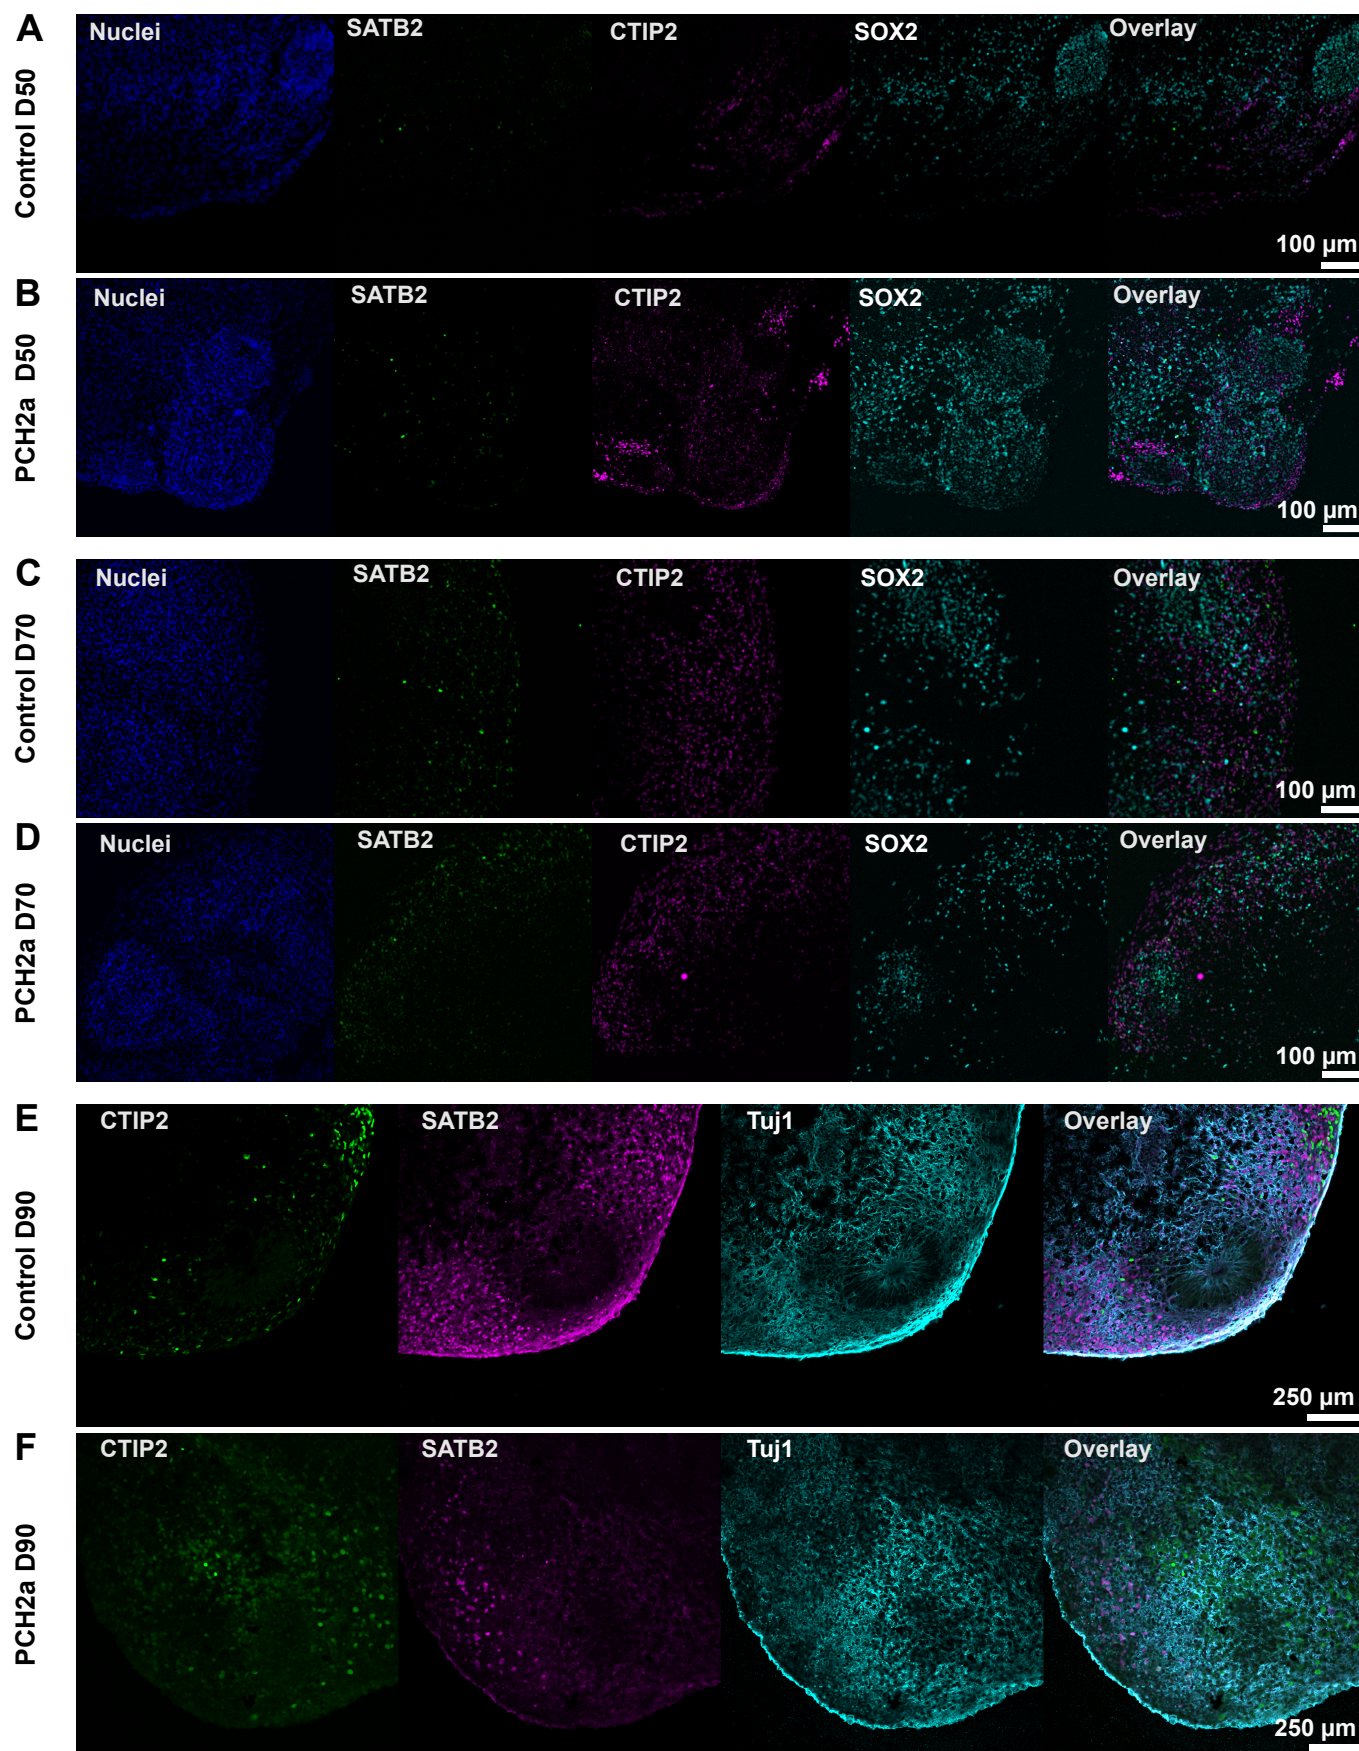 A
Control D50
Nuclei
SATB2
CTIP2
SOX2
Overlay
100 µm
B
PCH2a D50
Nuclei
SATB2
CTIP2
SOX2
Overlay
100 µm
C
Control D70
Nuclei
SATB2
CTIP2
SOX2
Overlay
100 µm
D
PCH2a D70
Nuclei
SATB2
CTIP2
SOX2
Overlay
100 µm
E
Control D90
CTIP2
SATB2
Tuj1
Overlay
250 µm
F
PCH2a D90
CTIP2
SATB2
Tuj1
Overlay
250 µm